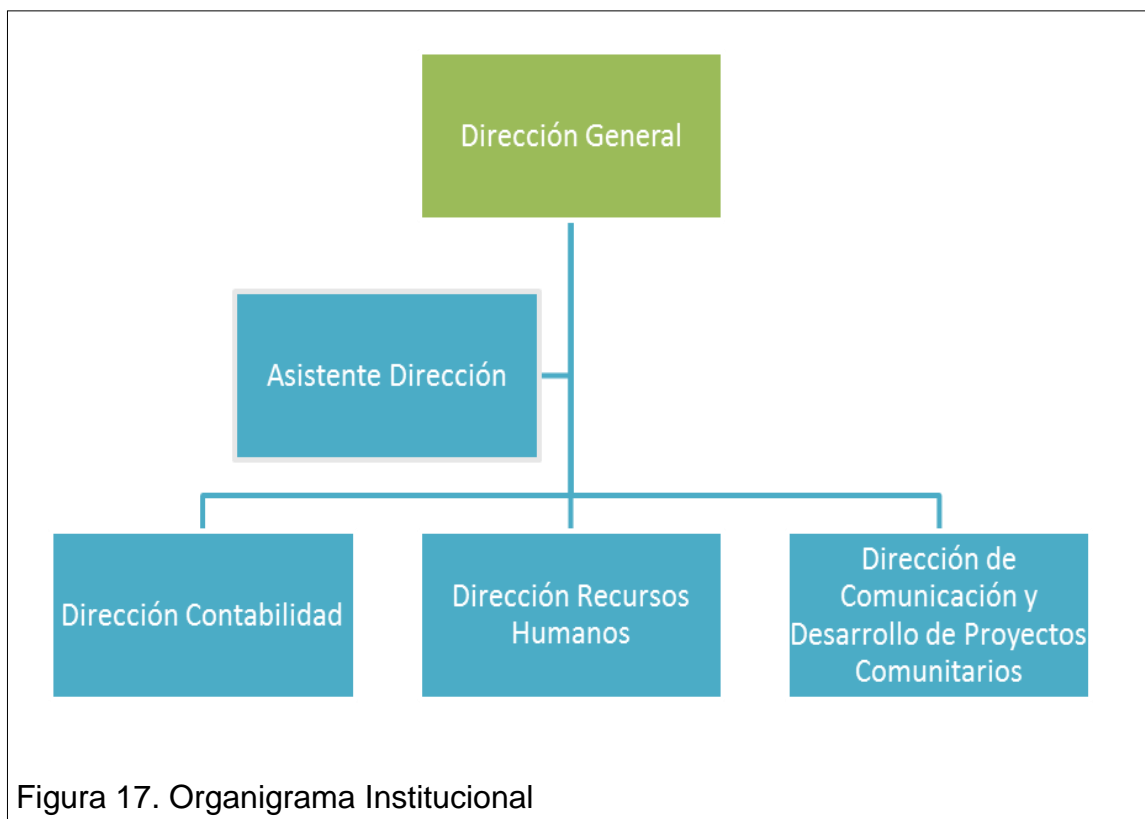 Dirección General
Asistente Dirección
Dirección Contabilidad
Dirección Recursos
Humanos
Dirección de
Comunicación y
Desarrollo de Proyectos
Comunitarios
Figura 17. Organigrama Institucional